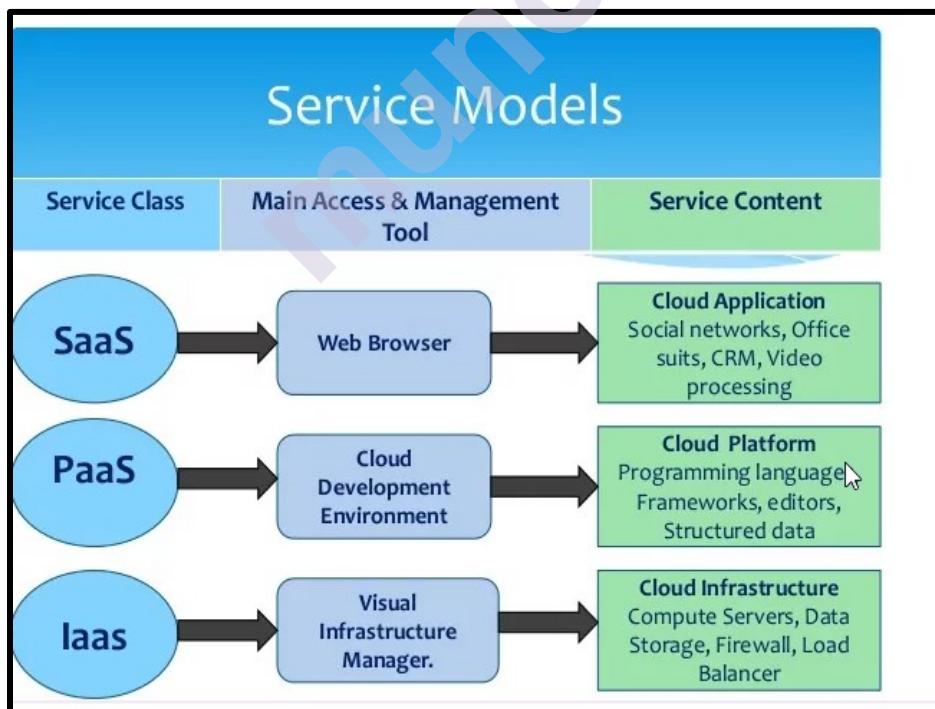 Service Models
Service Class
Main Access & Management
Tool
Service Content
SaaS
Web Browser
Cloud Application
Social networks, Office
suits, CRM, Video
processing
PaaS
Cloud
Development
Environment
Cloud Platform
Programming language
Frameworks, editors,
Structured data
Iaas
Visual
Infrastructure
Manager.
Cloud Infrastructure
Compute Servers, Data
Storage, Firewall, Load
Balancer